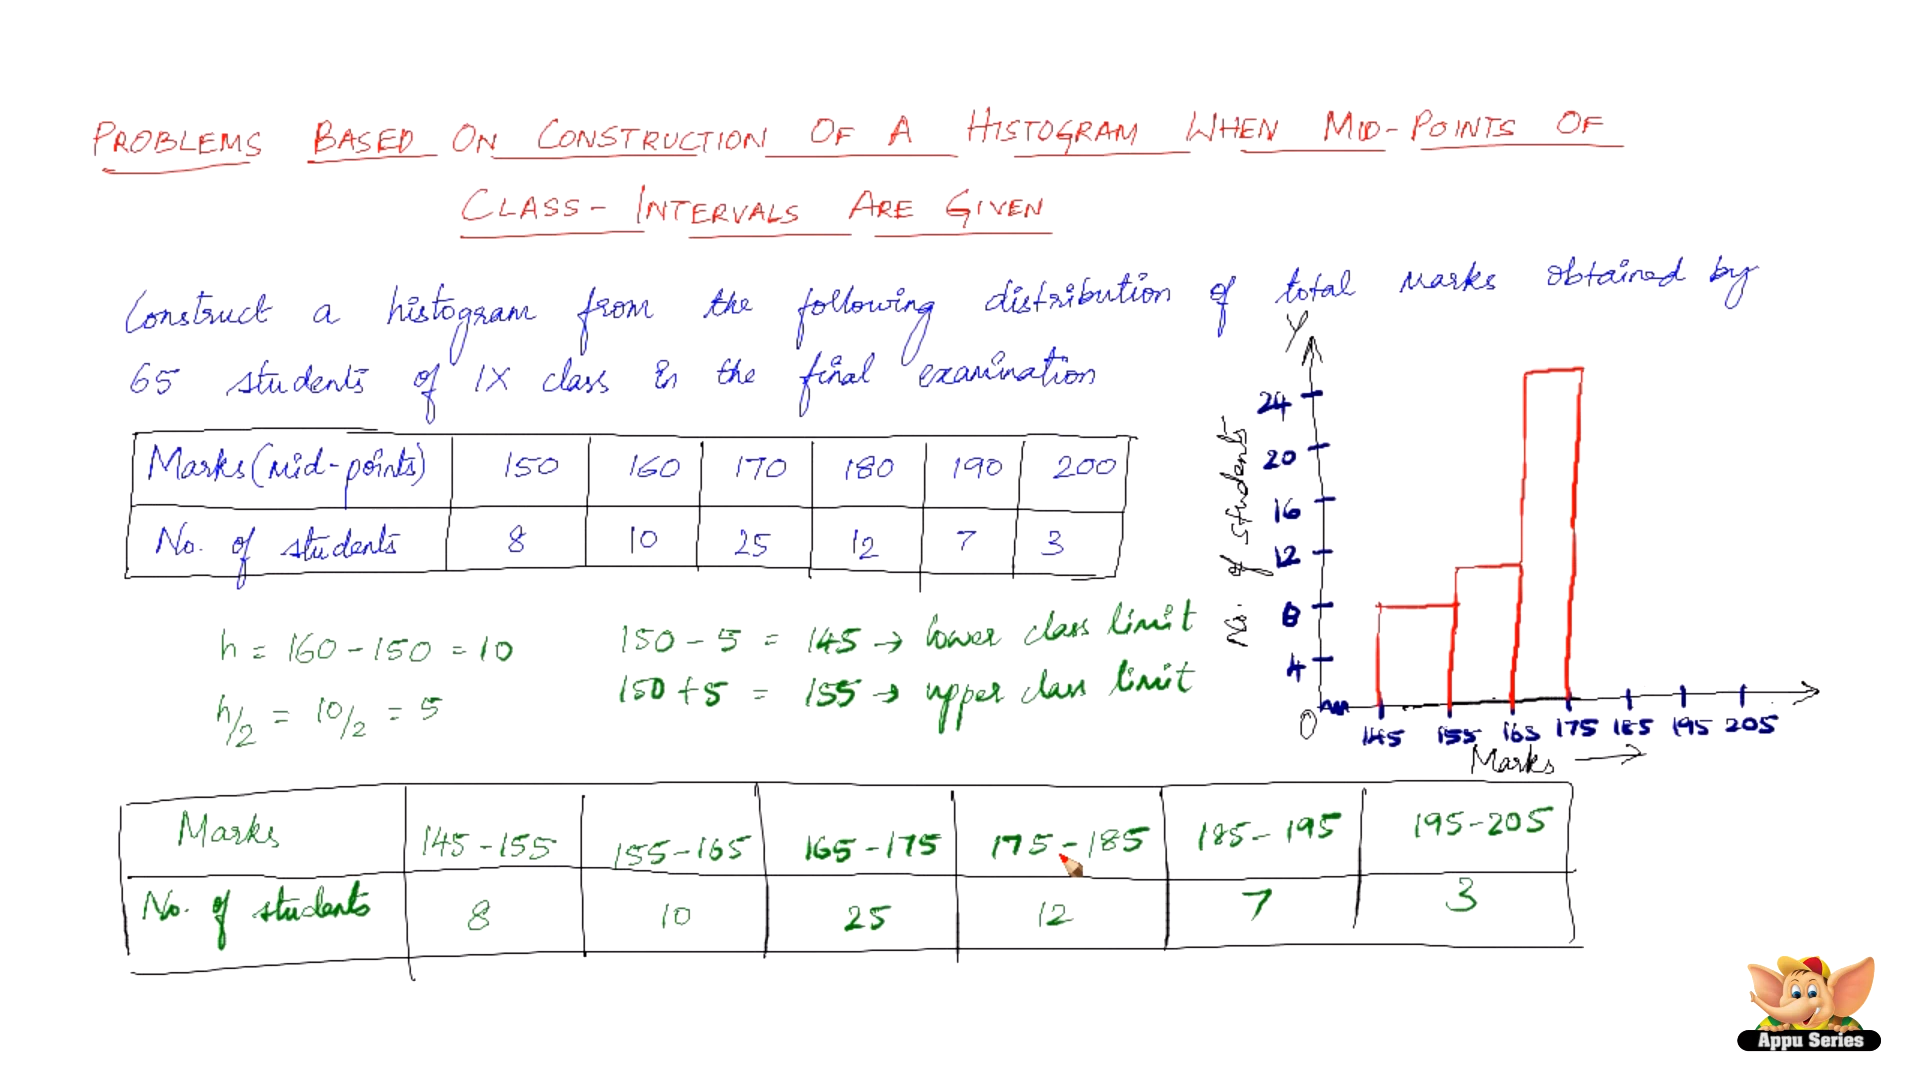 PROBLEMS BASED ON CONSTRUCTION OF A HISTOGRAM WHEN MID-POINTS OF
CLASS-INTERVALS ARE GIVEN
Construct a histogram from the following distribution of total marks obtained by
65 students of IX class in the final examination
Marks (mid-points) 150 160 170 180 190 200
No. of students 8 10 25 12 7 3
h = 160 - 150 = 10
h/2 = 10/2 = 5
150 - 5 = 145 → lower class limit
150 + 5 = 155 → upper class limit
Y
No. of students
24
20
16
12
8
4
O
145 155 165 175 185 195 205
Marks →
Marks 145-155 155-165 165-175 175-185 185-195 195-205
No. of students 8 10 25 12 7 3
Appu Series